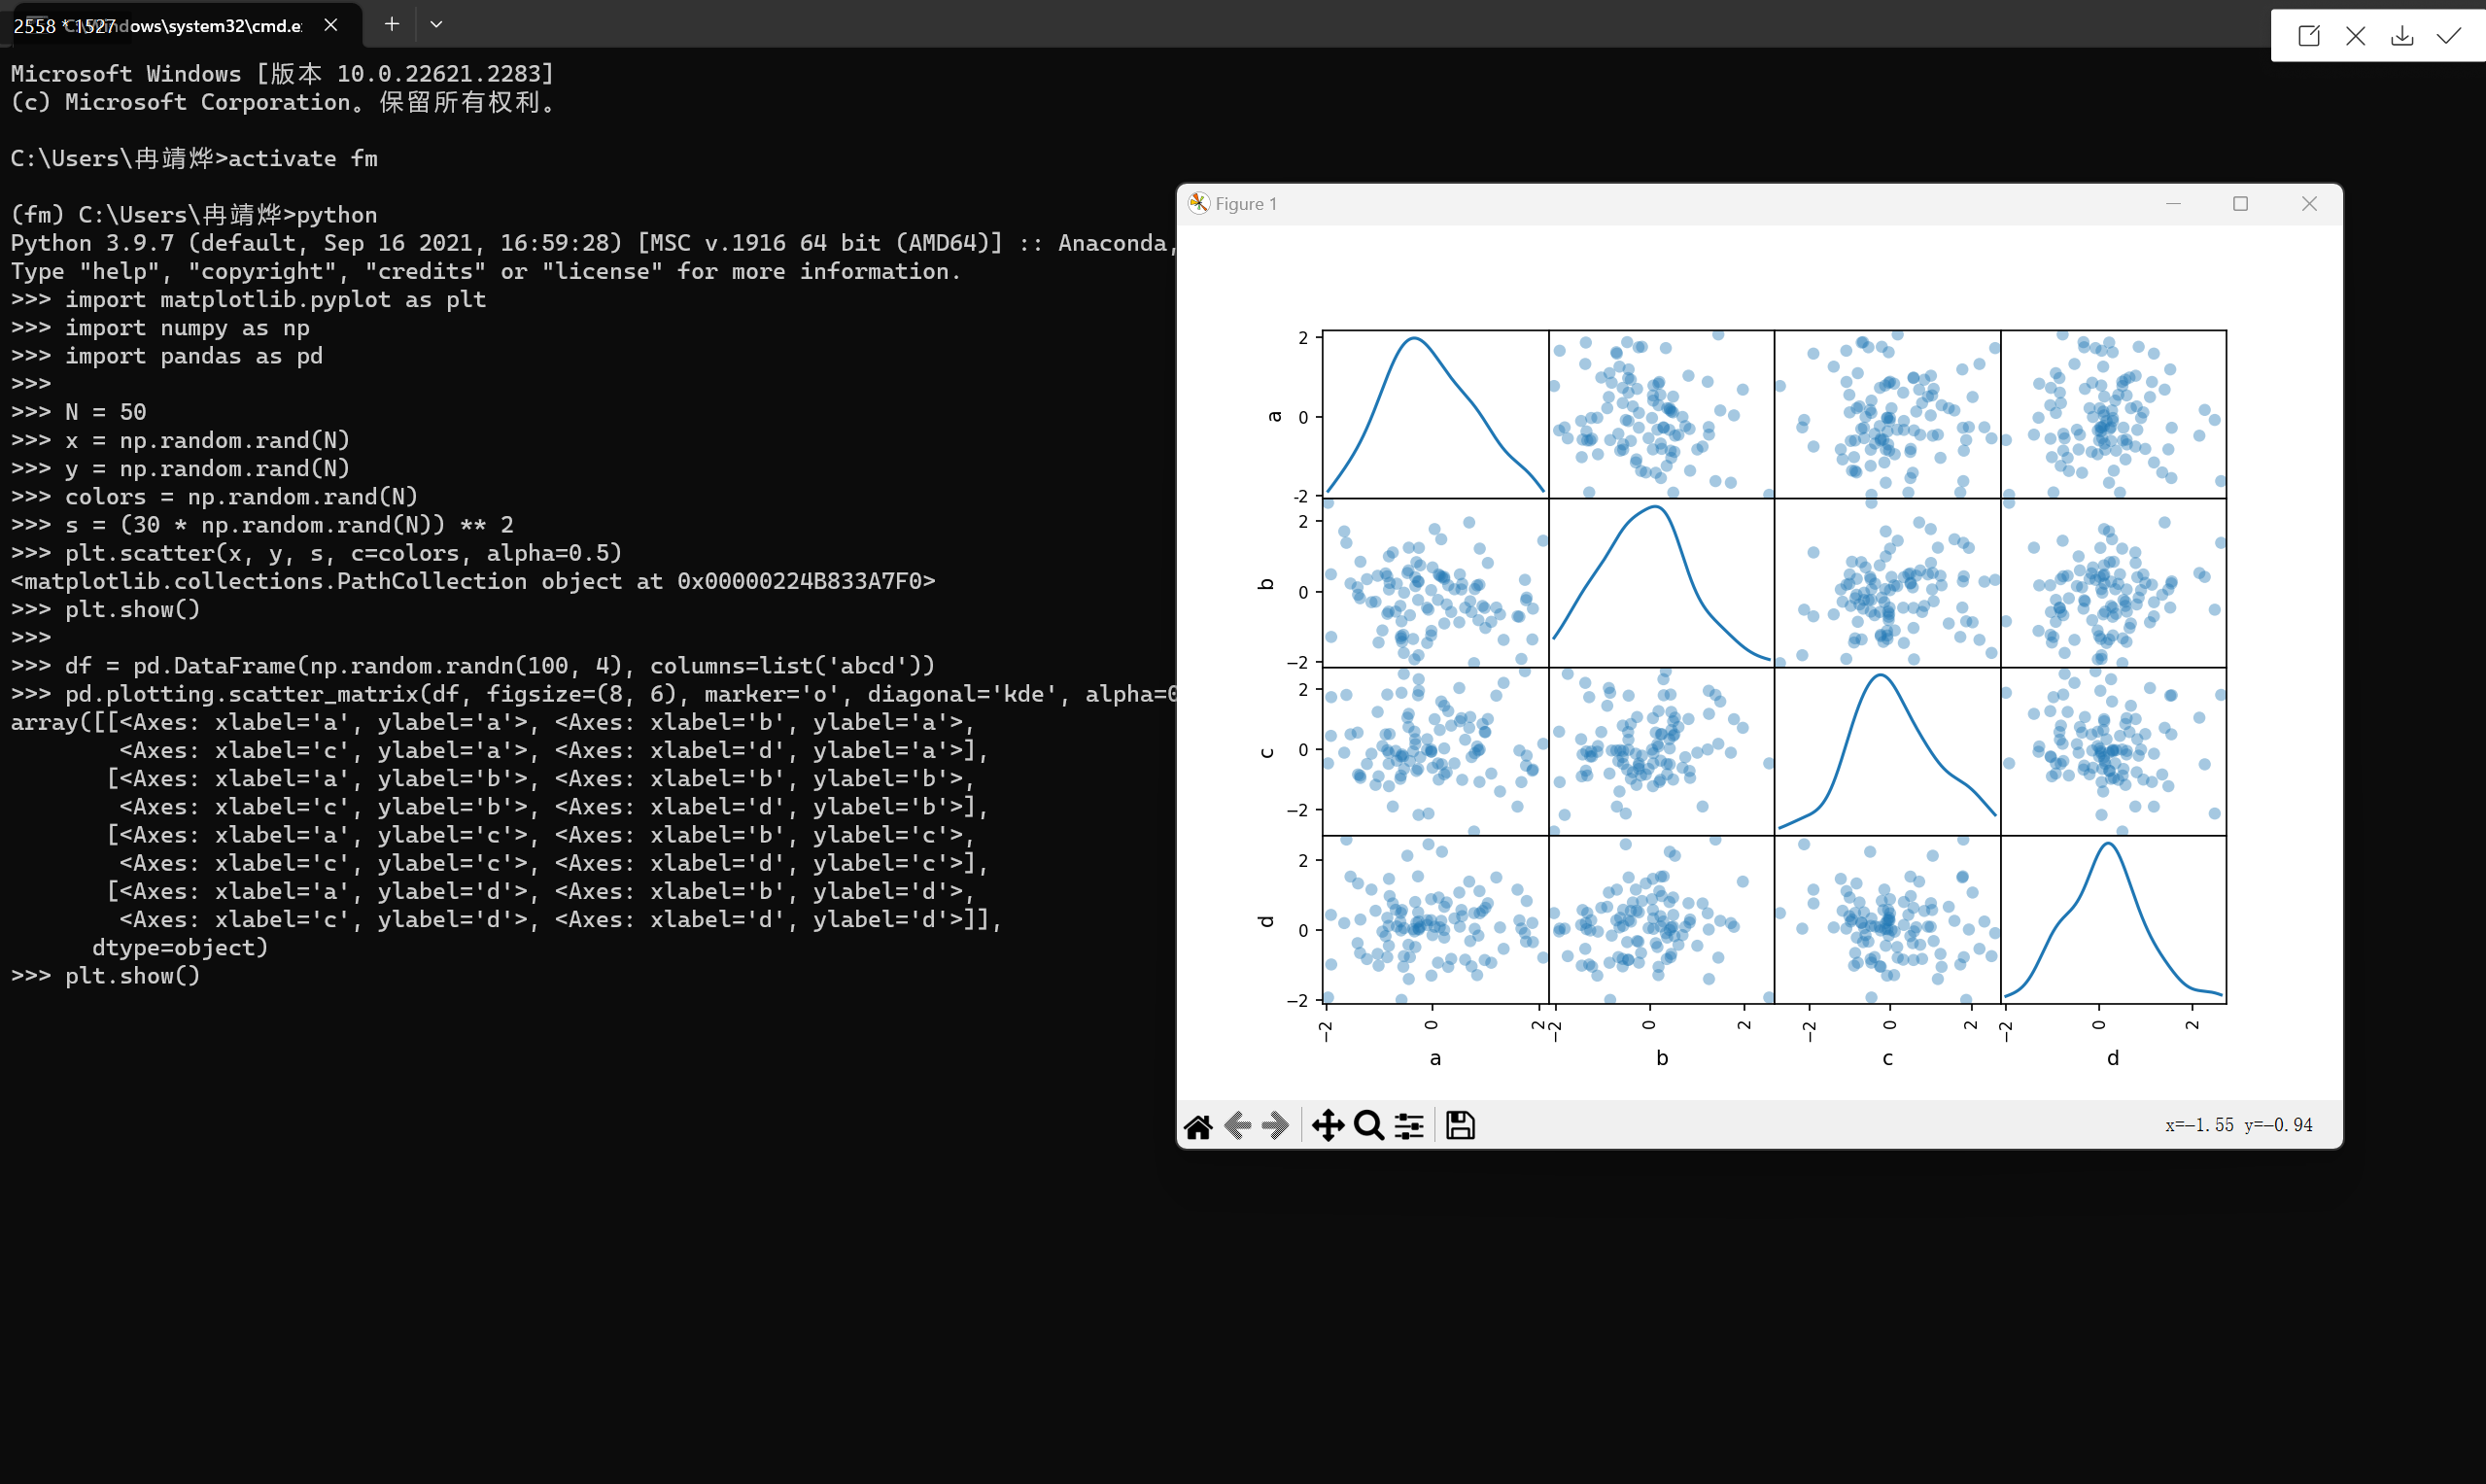 2558 * 1527
C:\Windows\system32\cmd.e
Microsoft Windows [版本 10.0.22621.2283]
(c) Microsoft Corporation。保留所有权利。
C:\Users\冉靖烨>activate fm
(fm) C:\Users\冉靖烨>python
Python 3.9.7 (default, Sep 16 2021, 16:59:28) [MSC v.1916 64 bit (AMD64)] :: Anaconda,
Type "help", "copyright", "credits" or "license" for more information.
>>> import matplotlib.pyplot as plt
>>> import numpy as np
>>> import pandas as pd
>>>
>>> N = 50
>>> x = np.random.rand(N)
>>> y = np.random.rand(N)
>>> colors = np.random.rand(N)
>>> s = (30 * np.random.rand(N)) ** 2
>>> plt.scatter(x, y, s, c=colors, alpha=0.5)
<matplotlib.collections.PathCollection object at 0x00000224B833A7F0>
>>> plt.show()
>>>
>>> df = pd.DataFrame(np.random.randn(100, 4), columns=list('abcd'))
>>> pd.plotting.scatter_matrix(df, figsize=(8, 6), marker='o', diagonal='kde', alpha=0
array([[<Axes: xlabel='a', ylabel='a'>, <Axes: xlabel='b', ylabel='a'>,
<Axes: xlabel='c', ylabel='a'>, <Axes: xlabel='d', ylabel='a'>],
[<Axes: xlabel='a', ylabel='b'>, <Axes: xlabel='b', ylabel='b'>,
<Axes: xlabel='c', ylabel='b'>, <Axes: xlabel='d', ylabel='b'>],
[<Axes: xlabel='a', ylabel='c'>, <Axes: xlabel='b', ylabel='c'>,
<Axes: xlabel='c', ylabel='c'>, <Axes: xlabel='d', ylabel='c'>],
[<Axes: xlabel='a', ylabel='d'>, <Axes: xlabel='b', ylabel='d'>,
<Axes: xlabel='c', ylabel='d'>, <Axes: xlabel='d', ylabel='d'>]],
dtype=object)
>>> plt.show()
Figure 1
2
a 0
-2
2
b 0
−2
2
c 0
−2
2
d 0
−2
−2 0 2 −2 0 2 −2 0 2 −2 0 2
a b c d
x=−1.55 y=−0.94